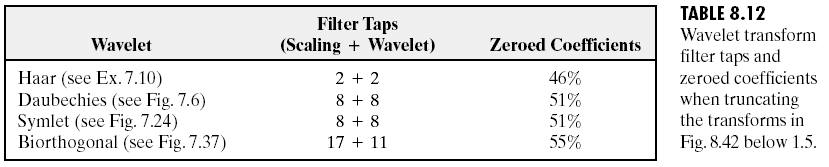 Wavelet Filter Taps (Scaling + Wavelet) Zeroed Coefficients
Haar (see Ex. 7.10) 2 + 2 46%
Daubechies (see Fig. 7.6) 8 + 8 51%
Symlet (see Fig. 7.24) 8 + 8 51%
Biorthogonal (see Fig. 7.37) 17 + 11 55%
TABLE 8.12
Wavelet transform
filter taps and
zeroed coefficients
when truncating
the transforms in
Fig. 8.42 below 1.5.